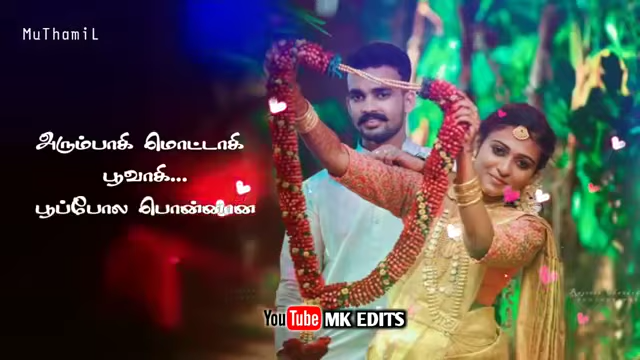 MuThamiL
அரும்பாகி மொட்டாகி
பூவாகி...
பூப்போல பொன்னான
YouTube MK EDITS